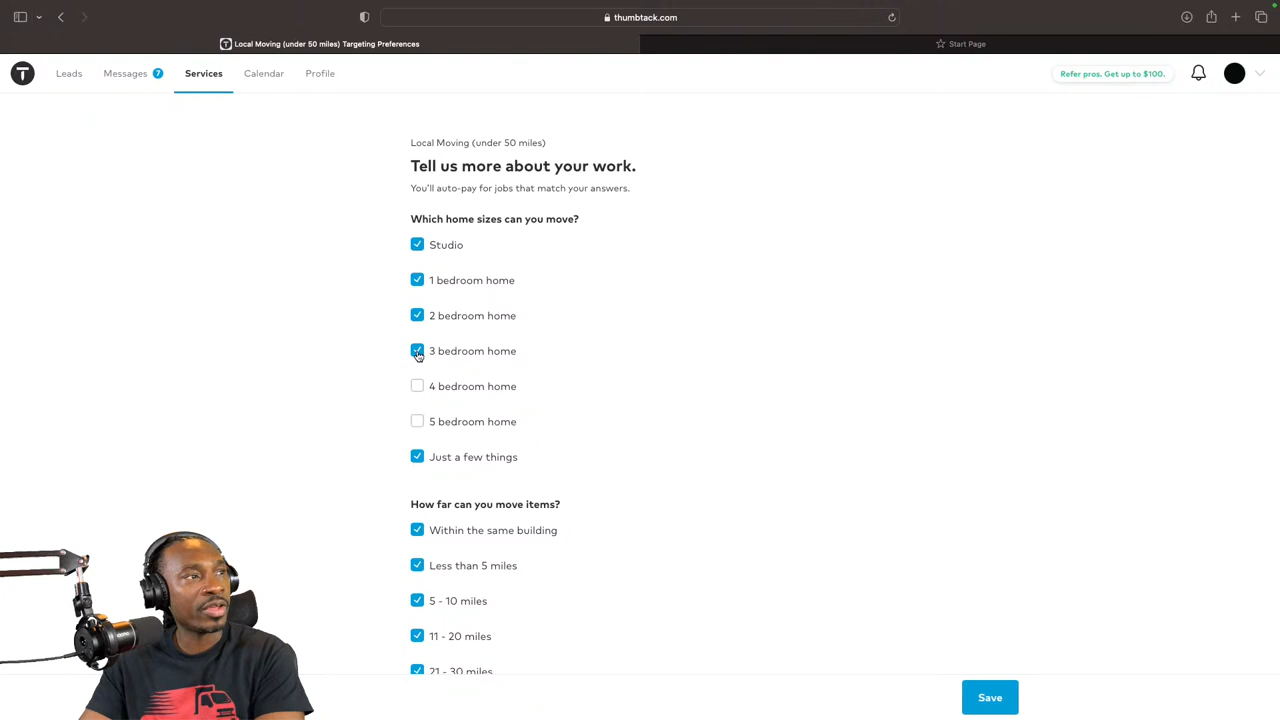 thumbtack.com
Local Moving (under 50 miles) Targeting Preferences
Start Page
Leads
Messages 7
Services
Calendar
Profile
Refer pros. Get up to $100.
Local Moving (under 50 miles)
Tell us more about your work.
You'll auto-pay for jobs that match your answers.
Which home sizes can you move?
Studio
1 bedroom home
2 bedroom home
3 bedroom home
4 bedroom home
5 bedroom home
Just a few things
How far can you move items?
Within the same building
Less than 5 miles
5 - 10 miles
11 - 20 miles
21 - 30 miles
Save